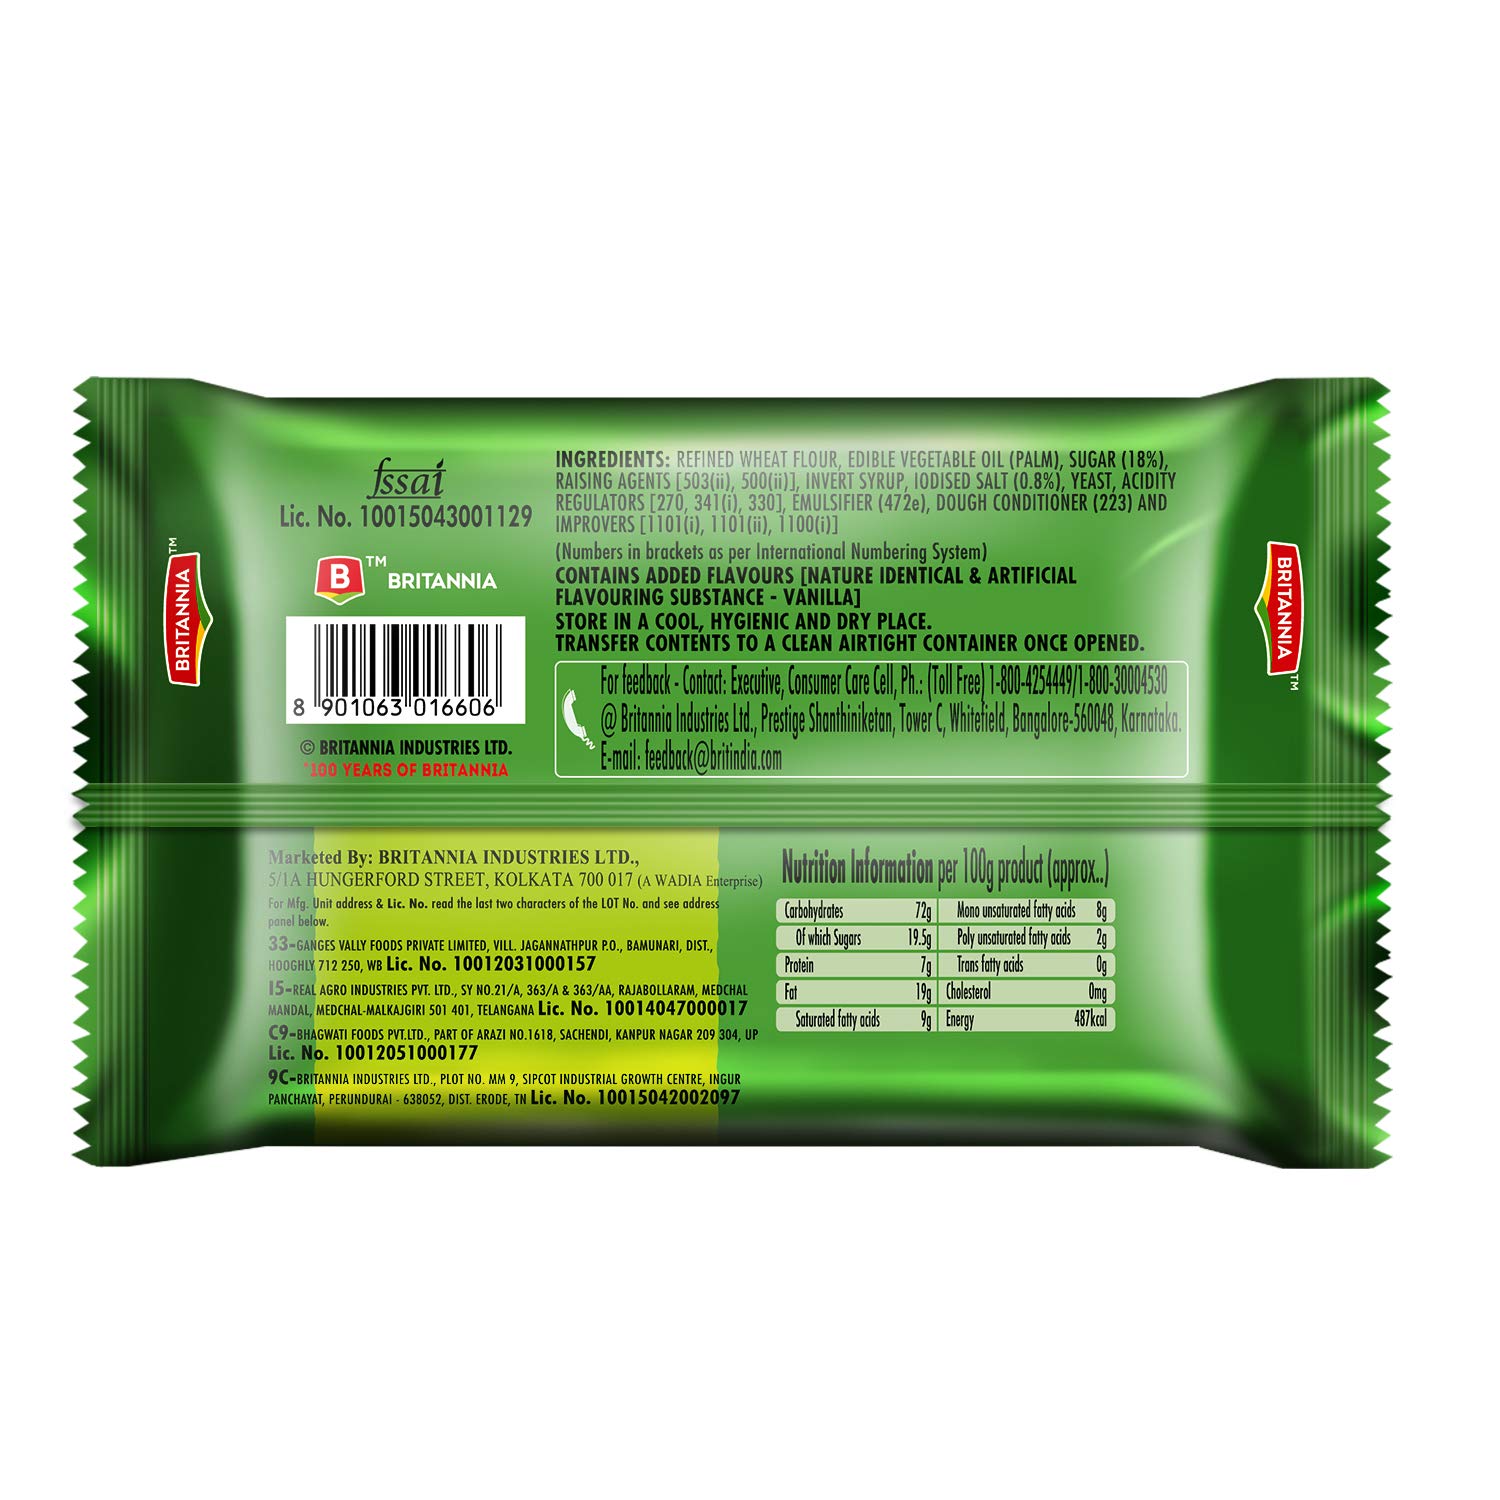 fssai
Lic. No. 10015043001129
B TM BRITANNIA
8 901063 016606
© BRITANNIA INDUSTRIES LTD.
*100 YEARS OF BRITANNIA
BRITANNIA TM
INGREDIENTS: REFINED WHEAT FLOUR, EDIBLE VEGETABLE OIL (PALM), SUGAR (18%),
RAISING AGENTS [503(ii), 500(ii)], INVERT SYRUP, IODISED SALT (0.8%), YEAST, ACIDITY
REGULATORS [270, 341(i), 330], EMULSIFIER (472e), DOUGH CONDITIONER (223) AND
IMPROVERS [1101(i), 1101(ii), 1100(i)]
(Numbers in brackets as per International Numbering System)
CONTAINS ADDED FLAVOURS [NATURE IDENTICAL & ARTIFICIAL
FLAVOURING SUBSTANCE - VANILLA]
STORE IN A COOL, HYGIENIC AND DRY PLACE.
TRANSFER CONTENTS TO A CLEAN AIRTIGHT CONTAINER ONCE OPENED.
For feedback - Contact: Executive, Consumer Care Cell, Ph.: (Toll Free) 1-800-4254449/1-800-30004530
@ Britannia Industries Ltd., Prestige Shanthiniketan, Tower C, Whitefield, Bangalore-560048, Karnataka.
E-mail: feedback@britindia.com
BRITANNIA TM
Marketed By: BRITANNIA INDUSTRIES LTD.,
5/1A HUNGERFORD STREET, KOLKATA 700 017 (A WADIA Enterprise)
For Mfg. Unit address & Lic. No. read the last two characters of the LOT No. and see address
panel below.
33-GANGES VALLY FOODS PRIVATE LIMITED, VILL. JAGANNATHPUR P.O., BAMUNARI, DIST.,
HOOGHLY 712 250, WB Lic. No. 10012031000157
I5-REAL AGRO INDUSTRIES PVT. LTD., SY NO.21/A, 363/A & 363/AA, RAJABOLLARAM, MEDCHAL
MANDAL, MEDCHAL-MALKAJGIRI 501 401, TELANGANA Lic. No. 10014047000017
C9-BHAGWATI FOODS PVT.LTD., PART OF ARAZI NO.1618, SACHENDI, KANPUR NAGAR 209 304, UP
Lic. No. 10012051000177
9C-BRITANNIA INDUSTRIES LTD., PLOT NO. MM 9, SIPCOT INDUSTRIAL GROWTH CENTRE, INGUR
PANCHAYAT, PERUNDURAI - 638052, DIST. ERODE, TN Lic. No. 10015042002097
Nutrition Information per 100g product (approx..)
Carbohydrates 72g Mono unsaturated fatty acids 8g
Of which Sugars 19.5g Poly unsaturated fatty acids 2g
Protein 7g Trans fatty acids 0g
Fat 19g Cholesterol 0mg
Saturated fatty acids 9g Energy 487kcal